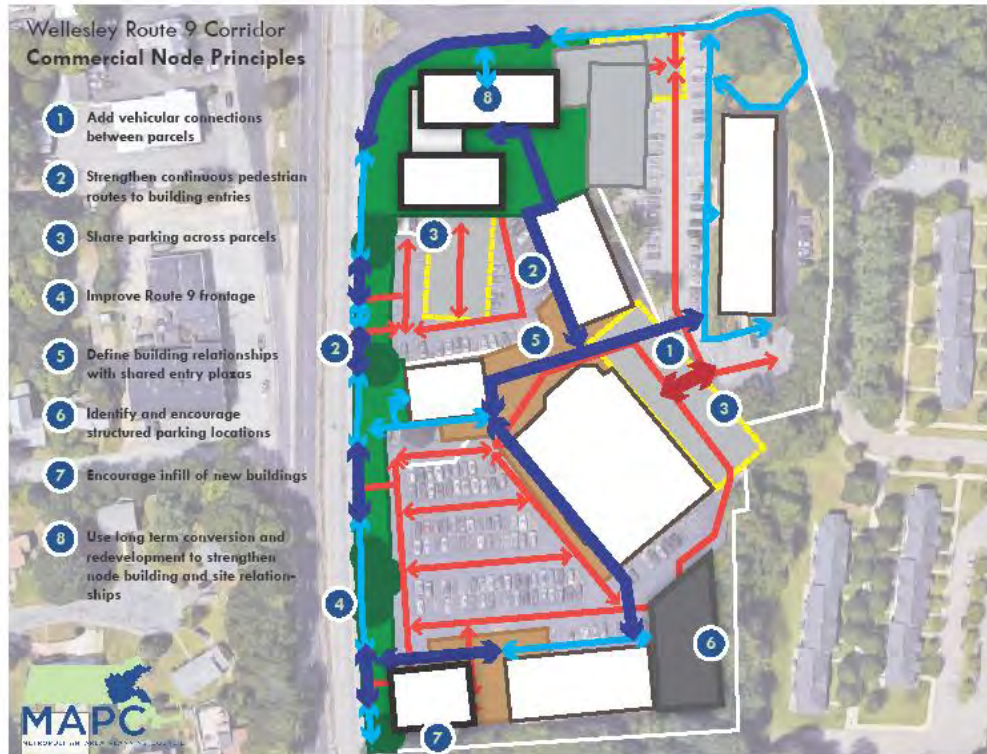 Wellesley Route 9 Corridor
Commercial Node Principles
1 Add vehicular connections
between parcels
2 Strengthen continuous pedestrian
routes to building entries
3 Share parking across parcels
4 Improve Route 9 frontage
5 Define building relationships
with shared entry plazas
6 Identify and encourage
structured parking locations
7 Encourage infill of new buildings
8 Use long term conversion and
redevelopment to strengthen
node building and site relation-
ships
MAPC
METROPOLITAN AREA PLANNING COUNCIL
8
3
2
5
1
2
3
4
6
7